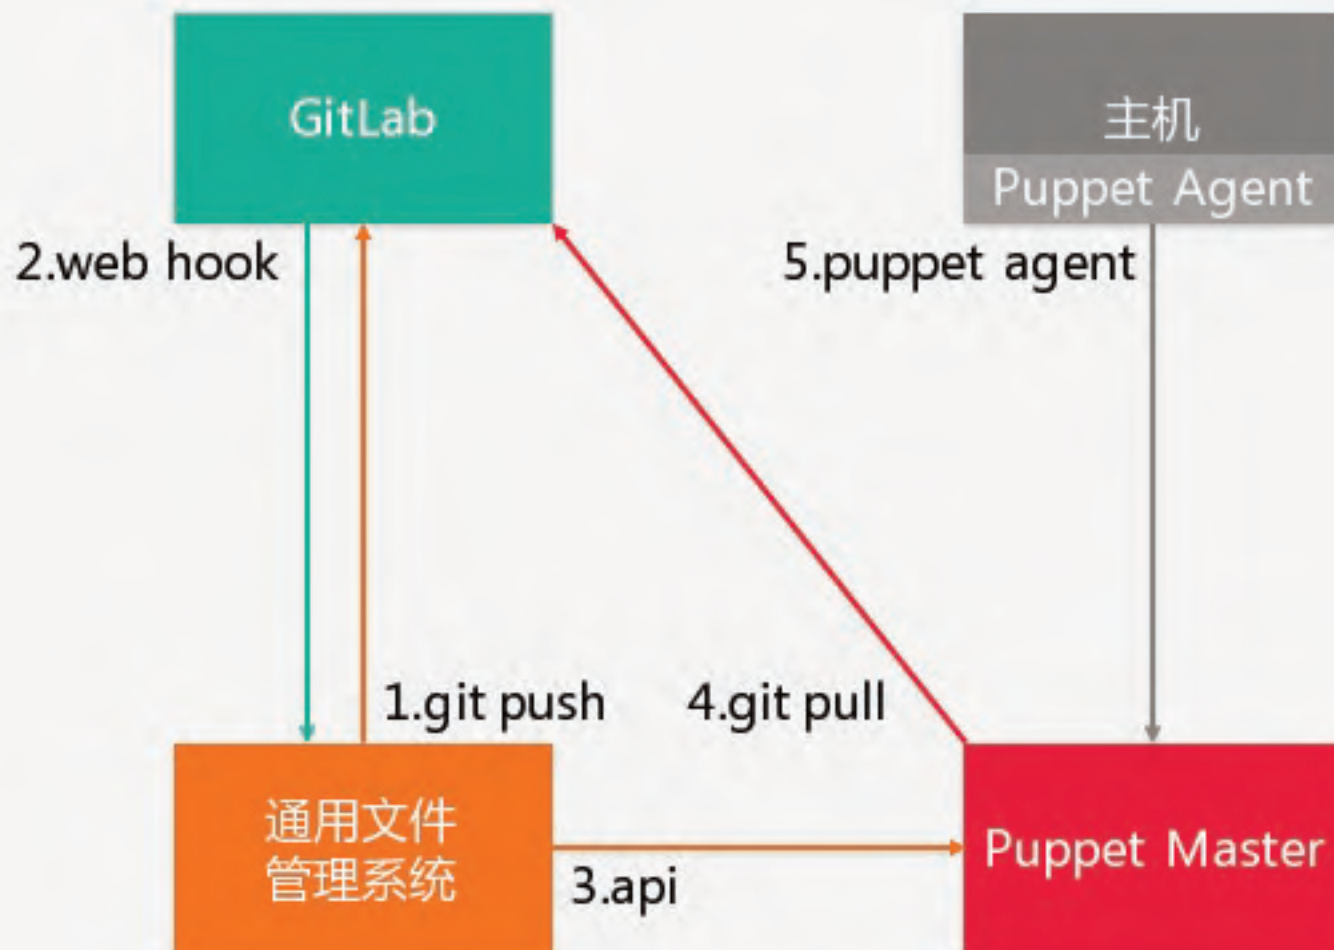 GitLab
主机
Puppet Agent
2.web hook
5.puppet agent
1.git push
4.git pull
通用文件
管理系统
3.api
Puppet Master